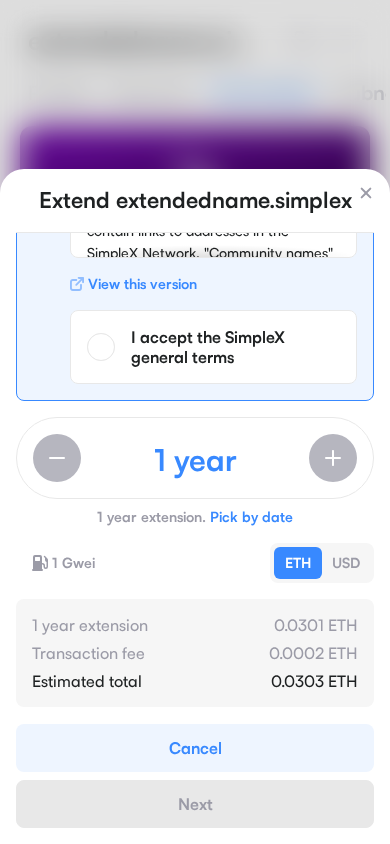 Extend extendedname.simplex
contain links to addresses in the
SimpleX Network. "Community names"
View this version
I accept the SimpleX
general terms
1 year
1 year extension. Pick by date
1 Gwei
ETH USD
1 year extension 0.0301 ETH
Transaction fee 0.0002 ETH
Estimated total 0.0303 ETH
Cancel
Next